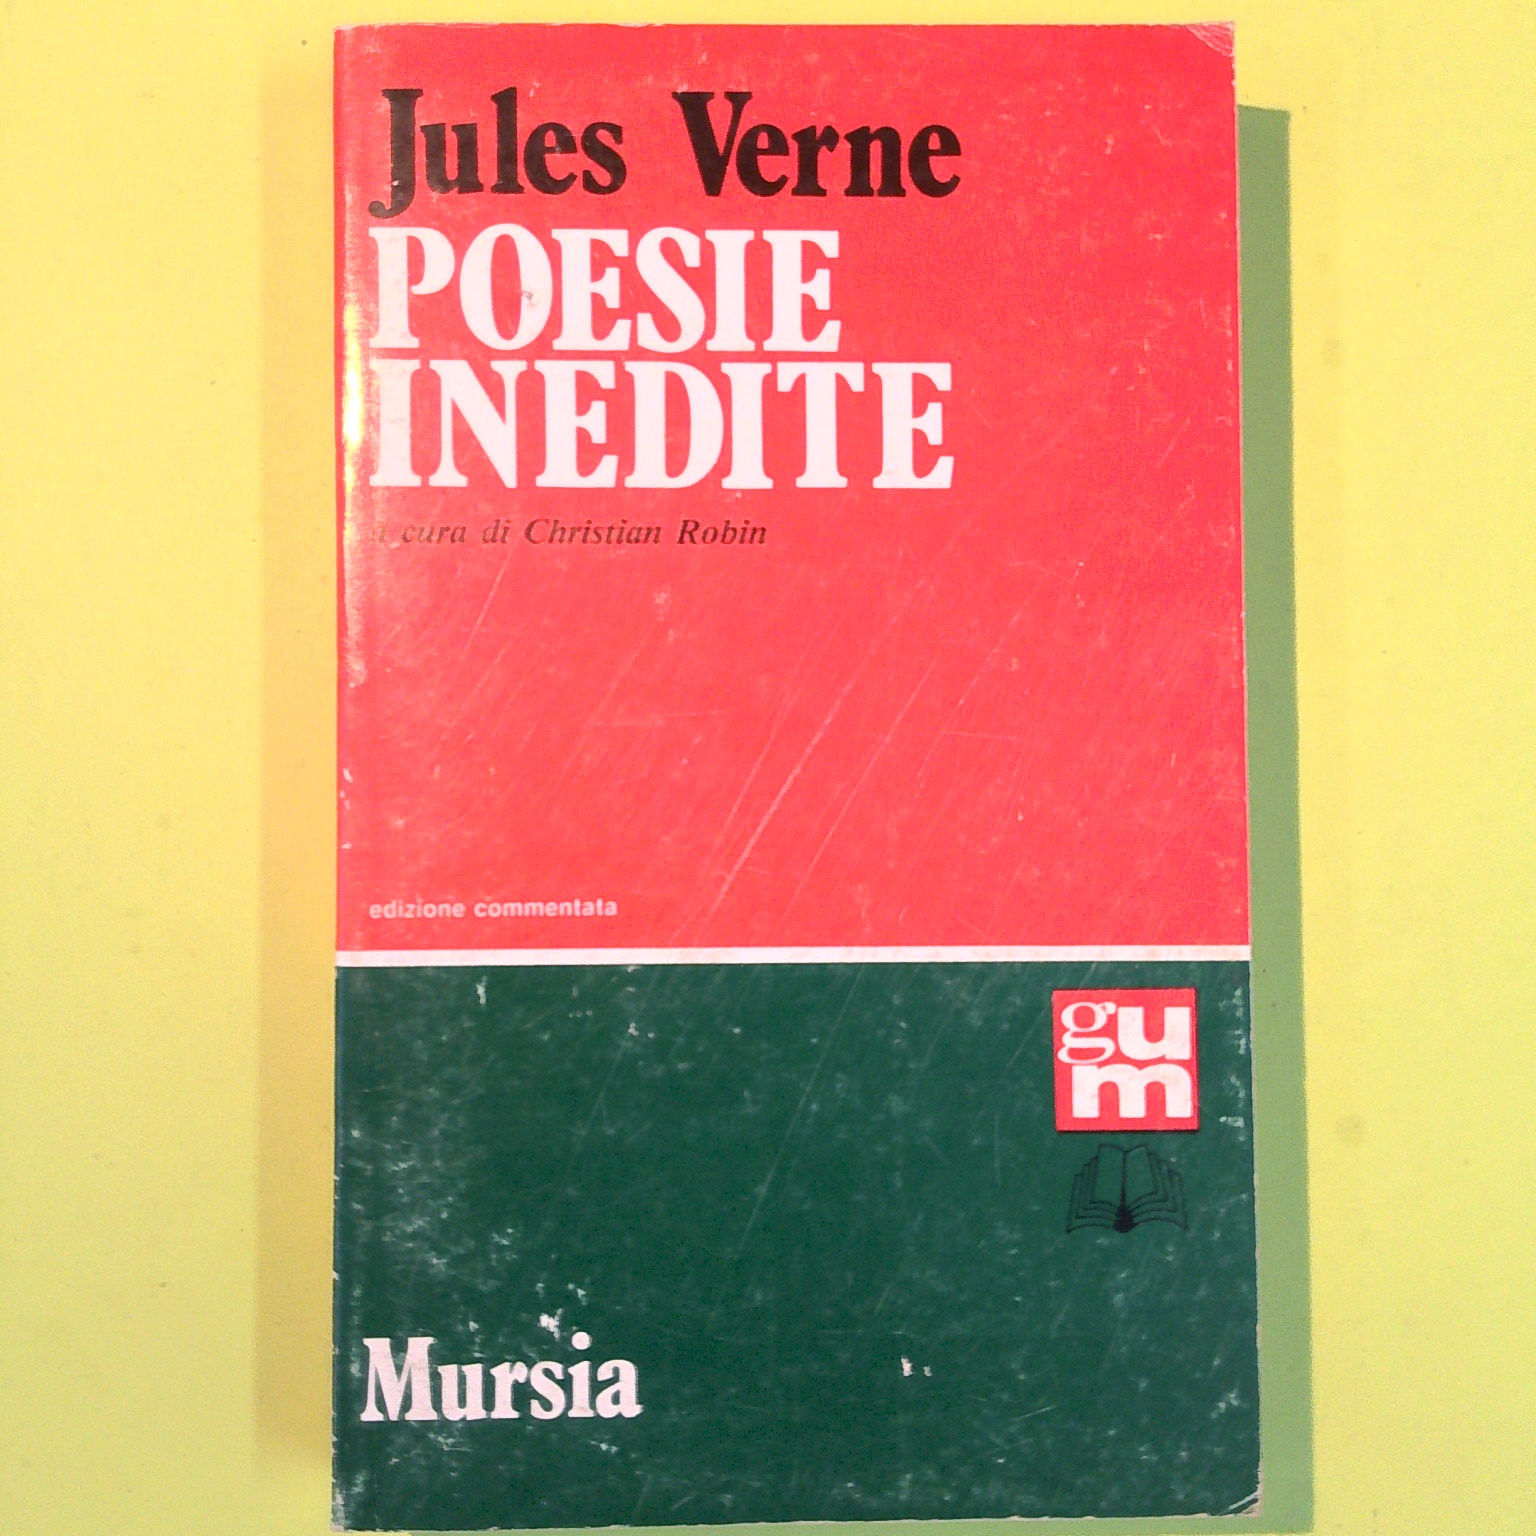 Jules Verne
POESIE
INEDITE
a cura di Christian Robin
edizione commentata
gu
m
Mursia